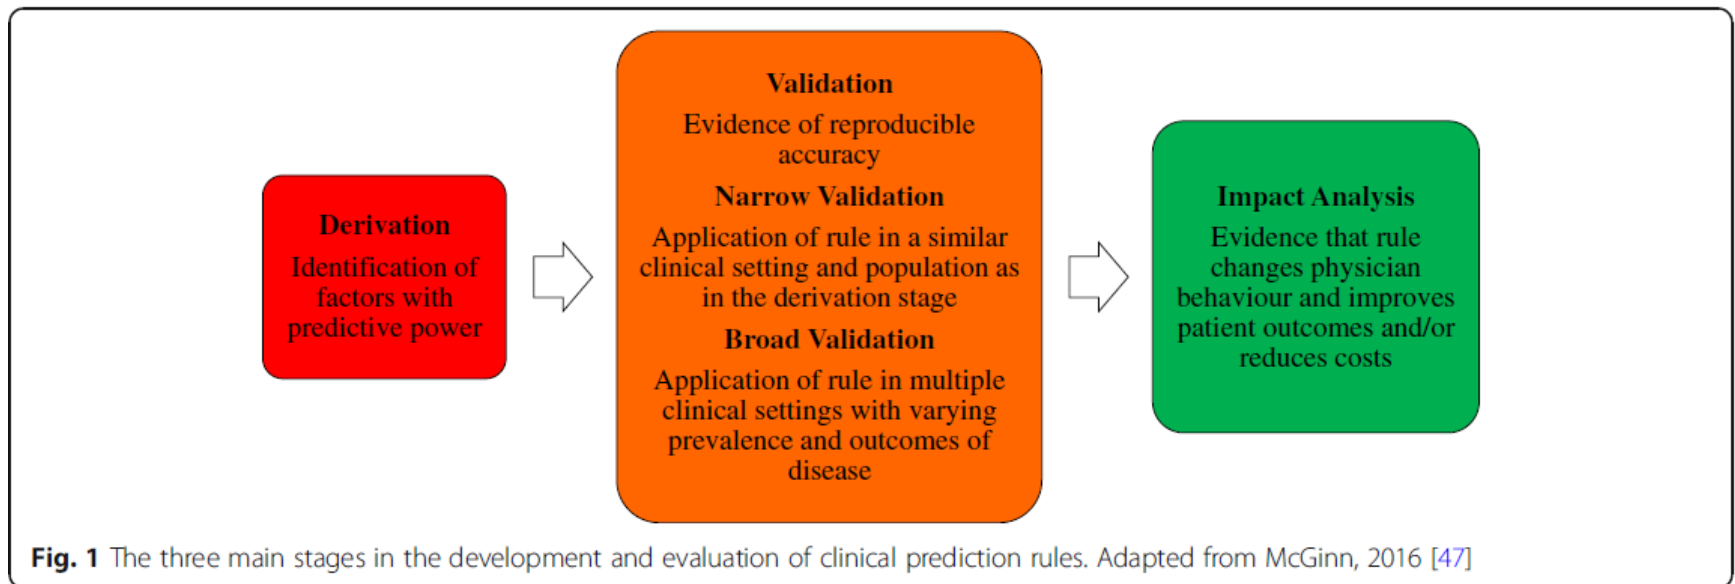 Derivation
Identification of
factors with
predictive power
Validation
Evidence of reproducible
accuracy
Narrow Validation
Application of rule in a similar
clinical setting and population as
in the derivation stage
Broad Validation
Application of rule in multiple
clinical settings with varying
prevalence and outcomes of
disease
Impact Analysis
Evidence that rule
changes physician
behaviour and improves
patient outcomes and/or
reduces costs
Fig. 1 The three main stages in the development and evaluation of clinical prediction rules. Adapted from McGinn, 2016 [47]